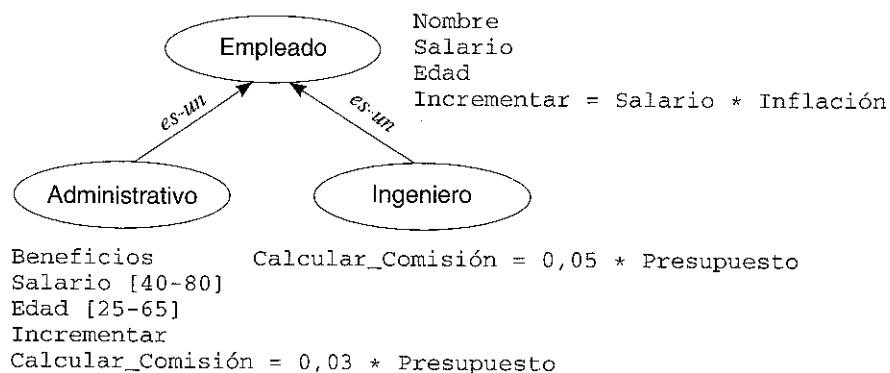 Empleado
Nombre
Salario
Edad
Incrementar = Salario * Inflación
es-un
es-un
Administrativo
Ingeniero
Beneficios
Salario [40-80]
Edad [25-65]
Incrementar
Calcular_Comisión = 0,03 * Presupuesto
Calcular_Comisión = 0,05 * Presupuesto